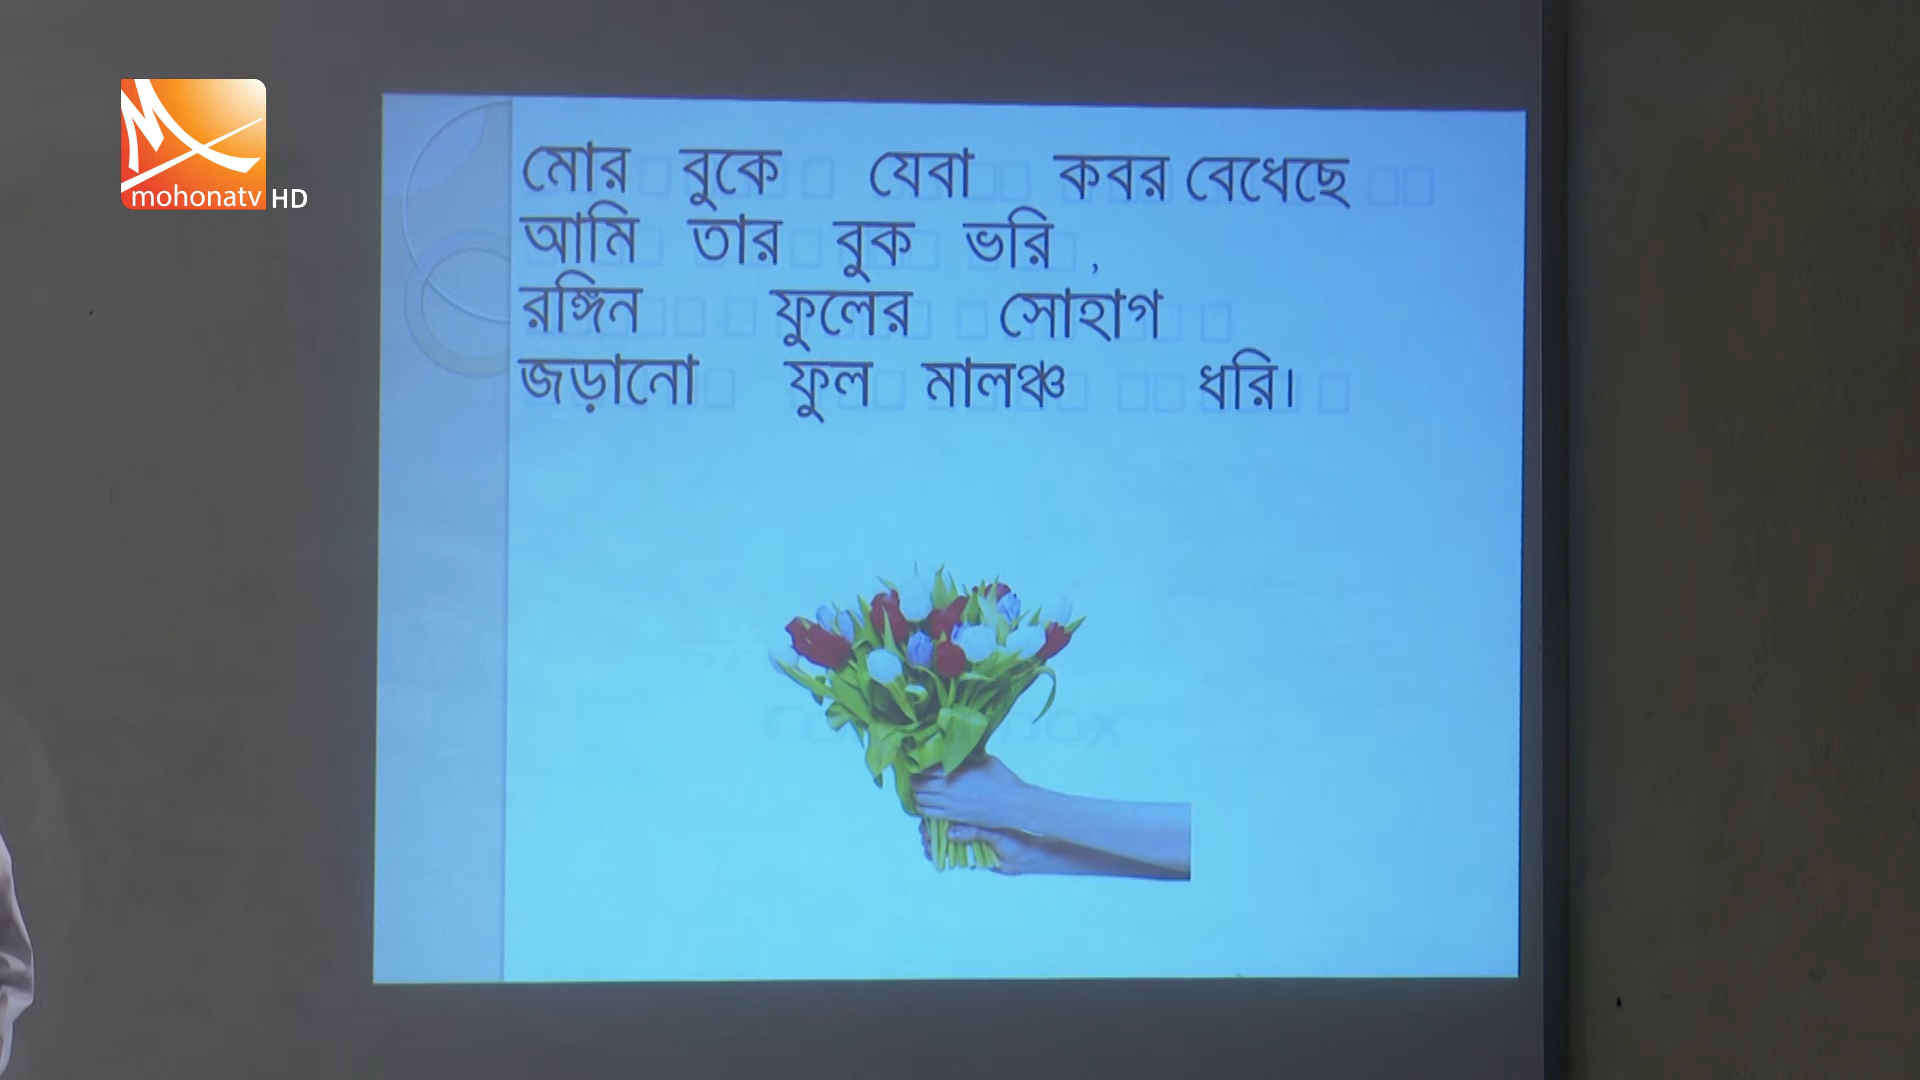 mohonatv HD
মোর বুকে যেবা কবর বেধেছে
আমি তার বুক ভরি ,
রঙ্গিন ফুলের সোহাগ
জড়ানো ফুল মালঞ্চ ধরি।